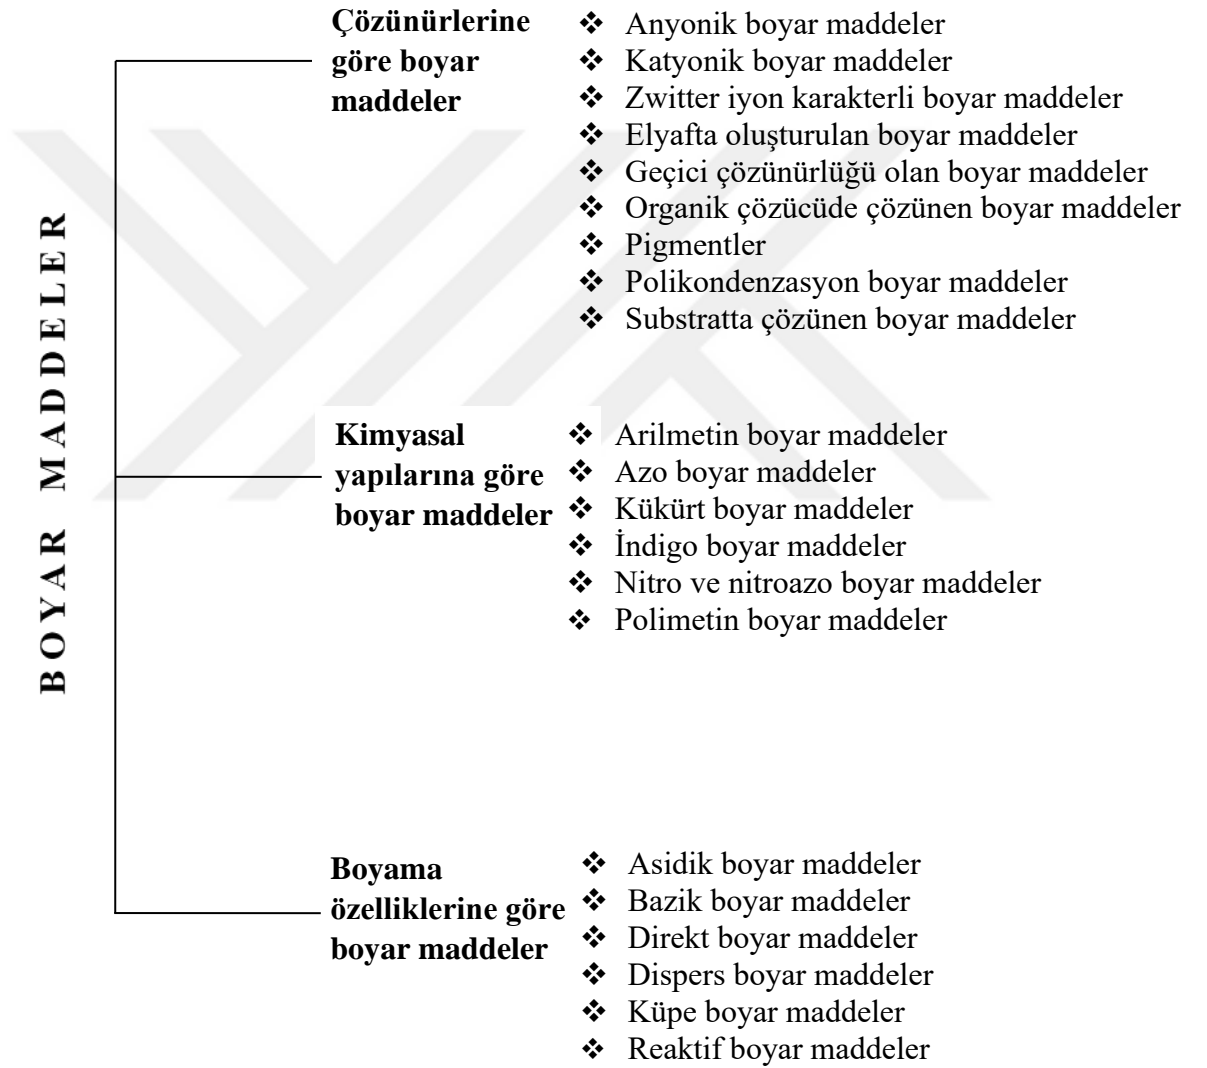 BOYAR MADDELER
Çözünürlerine
göre boyar
maddeler
❖ Anyonik boyar maddeler
❖ Katyonik boyar maddeler
❖ Zwitter iyon karakterli boyar maddeler
❖ Elyafta oluşturulan boyar maddeler
❖ Geçici çözünürlüğü olan boyar maddeler
❖ Organik çözücüde çözünen boyar maddeler
❖ Pigmentler
❖ Polikondenzasyon boyar maddeler
❖ Substratta çözünen boyar maddeler
Kimyasal
yapılarına göre
boyar maddeler
❖ Arilmetin boyar maddeler
❖ Azo boyar maddeler
❖ Kükürt boyar maddeler
❖ İndigo boyar maddeler
❖ Nitro ve nitroazo boyar maddeler
❖ Polimetin boyar maddeler
Boyama
özelliklerine göre
boyar maddeler
❖ Asidik boyar maddeler
❖ Bazik boyar maddeler
❖ Direkt boyar maddeler
❖ Dispers boyar maddeler
❖ Küpe boyar maddeler
❖ Reaktif boyar maddeler